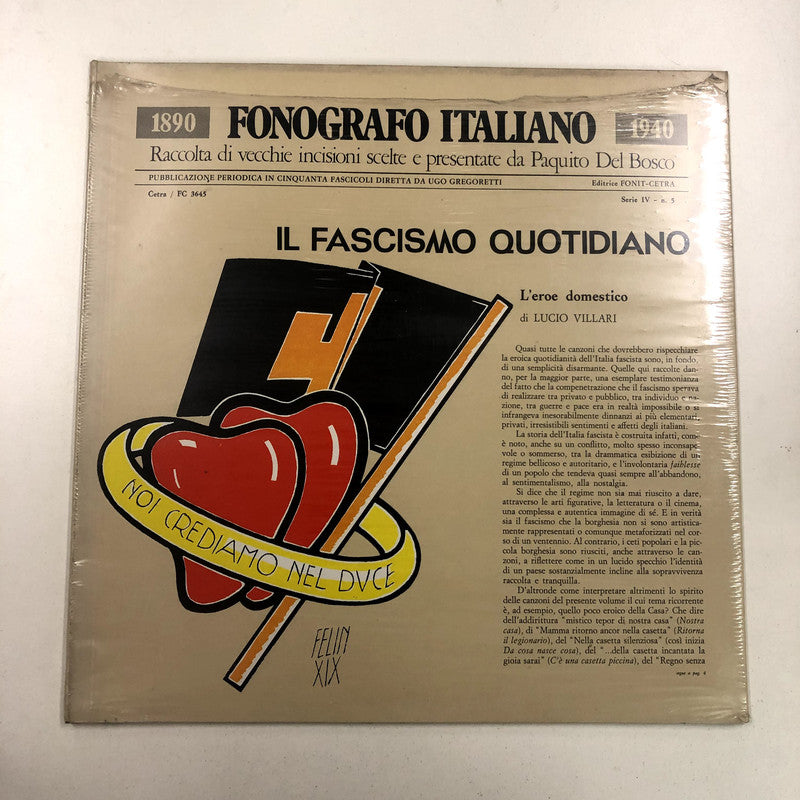 1890 FONOGRAFO ITALIANO 1940
Raccolta di vecchie incisioni scelte e presentate da Paquito Del Bosco
PUBBLICAZIONE PERIODICA IN CINQUANTA FASCICOLI DIRETTA DA UGO GREGORETTI
Editrice FONIT-CETRA
Cetra / FC 3645
Serie IV - n. 5
IL FASCISMO QUOTIDIANO
L'eroe domestico
di LUCIO VILLARI
Quasi tutte le canzoni che dovrebbero rispecchiare
la eroica quotidianità dell'Italia fascista sono, in fondo,
di una semplicità disarmante. Quelle qui raccolte dan-
no, per la maggior parte, una esemplare testimonianza
del fatto che la compenetrazione che il fascismo sperava
di realizzare tra privato e pubblico, tra individuo e na-
zione, tra guerre e pace era in realtà impossibile o si
infrangeva inesorabilmente dinnanzi ai più elementari,
privati, irresistibili sentimenti e affetti degli italiani.
La storia dell'Italia fascista è costruita infatti, com'è
noto, anche su un conflitto, molto spesso inconsape-
vole o sommerso, tra la drammatica esibizione di un
regime bellicoso e autoritario, e l'involontaria faiblesse
di un popolo che tendeva quasi sempre all'abbandono,
al sentimentalismo, alla nostalgia.
Si dice che il regime non sia mai riuscito a dare,
attraverso le arti figurative, la letteratura o il cinema,
una complessa e autentica immagine di sé. E in verità
sia il fascismo che la borghesia non si sono artistica-
mente rappresentati o comunque metaforizzati nel cor-
so di un ventennio. Al contrario, i ceti popolari e la pic-
cola borghesia sono riusciti, anche attraverso le can-
zoni, a riflettere come in un lucido specchio l'identità
di un paese sostanzialmente incline alla sopravvivenza
raccolta e tranquilla.
D'altronde come interpretare altrimenti lo spirito
delle canzoni del presente volume il cui tema ricorrente
è, ad esempio, quello poco eroico della Casa? Che dire
dell'addirittura "mistico tepor di nostra casa" (Nostra
casa), di "Mamma ritorno ancor nella casetta" (Ritorna
il legionario), del "Nella casetta silenziosa" (così inizia
Da cosa nasce cosa), del "...della casetta incantata la
gioia sarai" (C'è una casetta piccina), del "Regno senza
segue a pag. 4
NOI CREDIAMO NEL DVCE
FELIN
XIX